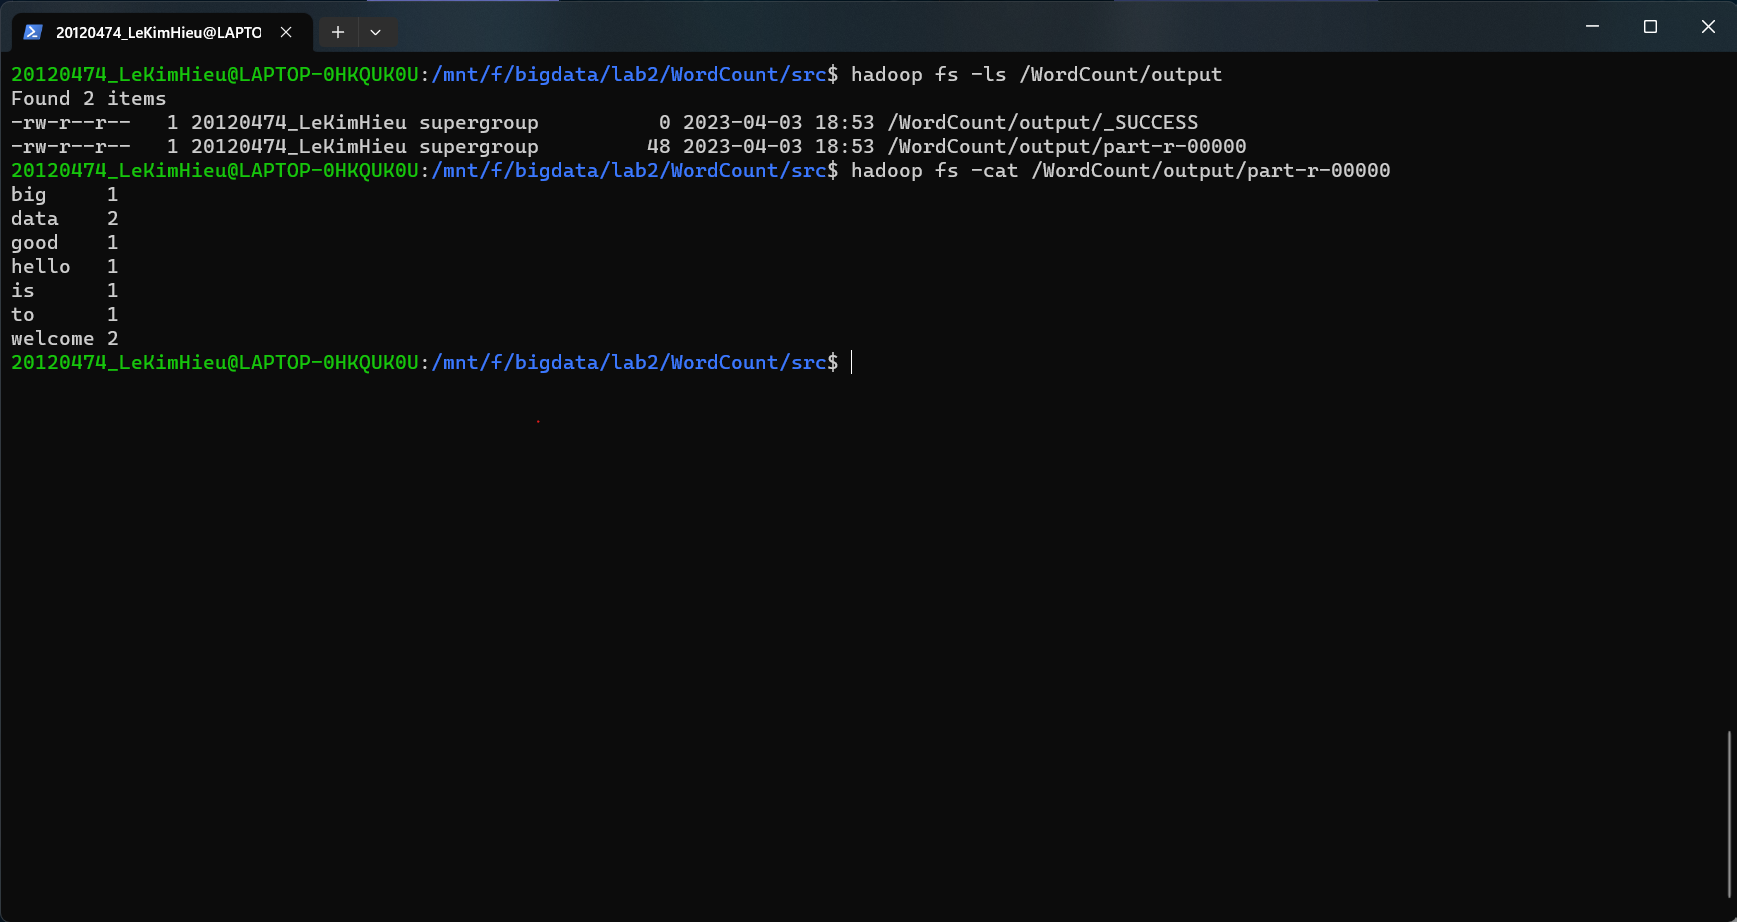 20120474_LeKimHieu@LAPTO
20120474_LeKimHieu@LAPTOP-0HKQUK0U:/mnt/f/bigdata/lab2/WordCount/src$ hadoop fs -ls /WordCount/output
Found 2 items
-rw-r--r--   1 20120474_LeKimHieu supergroup          0 2023-04-03 18:53 /WordCount/output/_SUCCESS
-rw-r--r--   1 20120474_LeKimHieu supergroup         48 2023-04-03 18:53 /WordCount/output/part-r-00000
20120474_LeKimHieu@LAPTOP-0HKQUK0U:/mnt/f/bigdata/lab2/WordCount/src$ hadoop fs -cat /WordCount/output/part-r-00000
big     1
data    2
good    1
hello   1
is      1
to      1
welcome 2
20120474_LeKimHieu@LAPTOP-0HKQUK0U:/mnt/f/bigdata/lab2/WordCount/src$